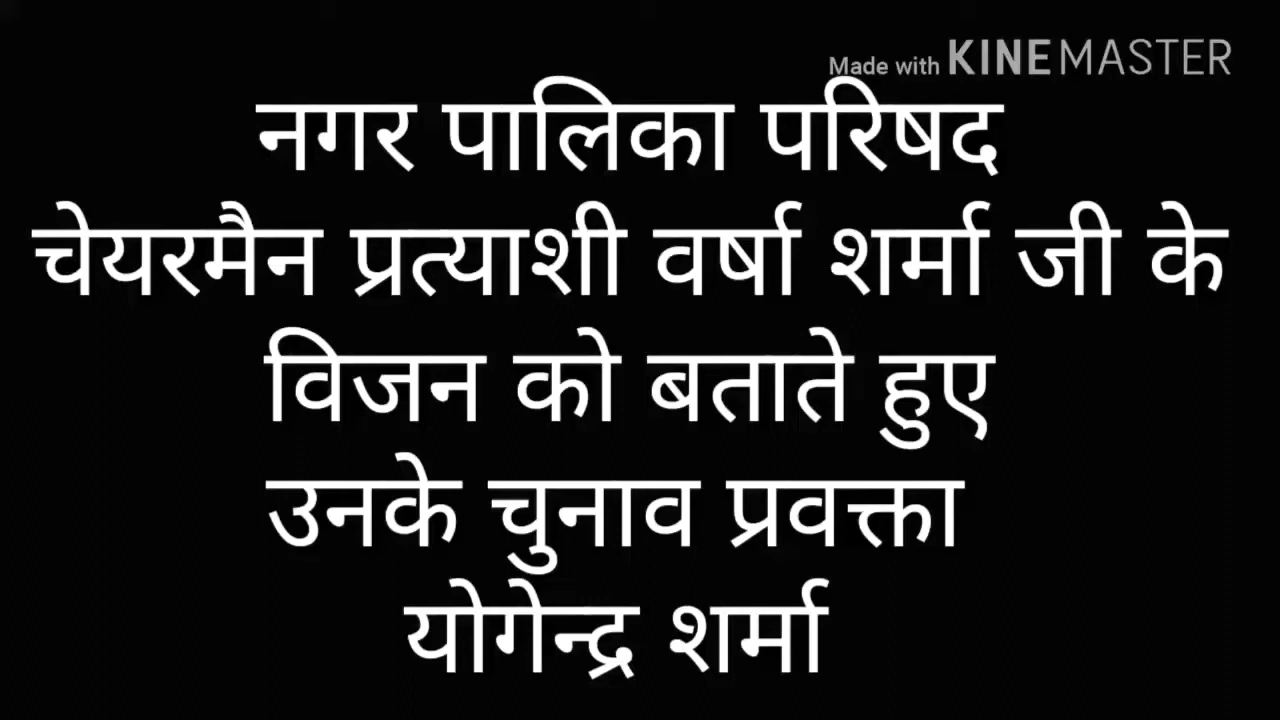 Made with KINEMASTER
नगर पालिका परिषद
चेयरमैन प्रत्याशी वर्षा शर्मा जी के
विजन को बताते हुए
उनके चुनाव प्रवक्ता
योगेन्द्र शर्मा